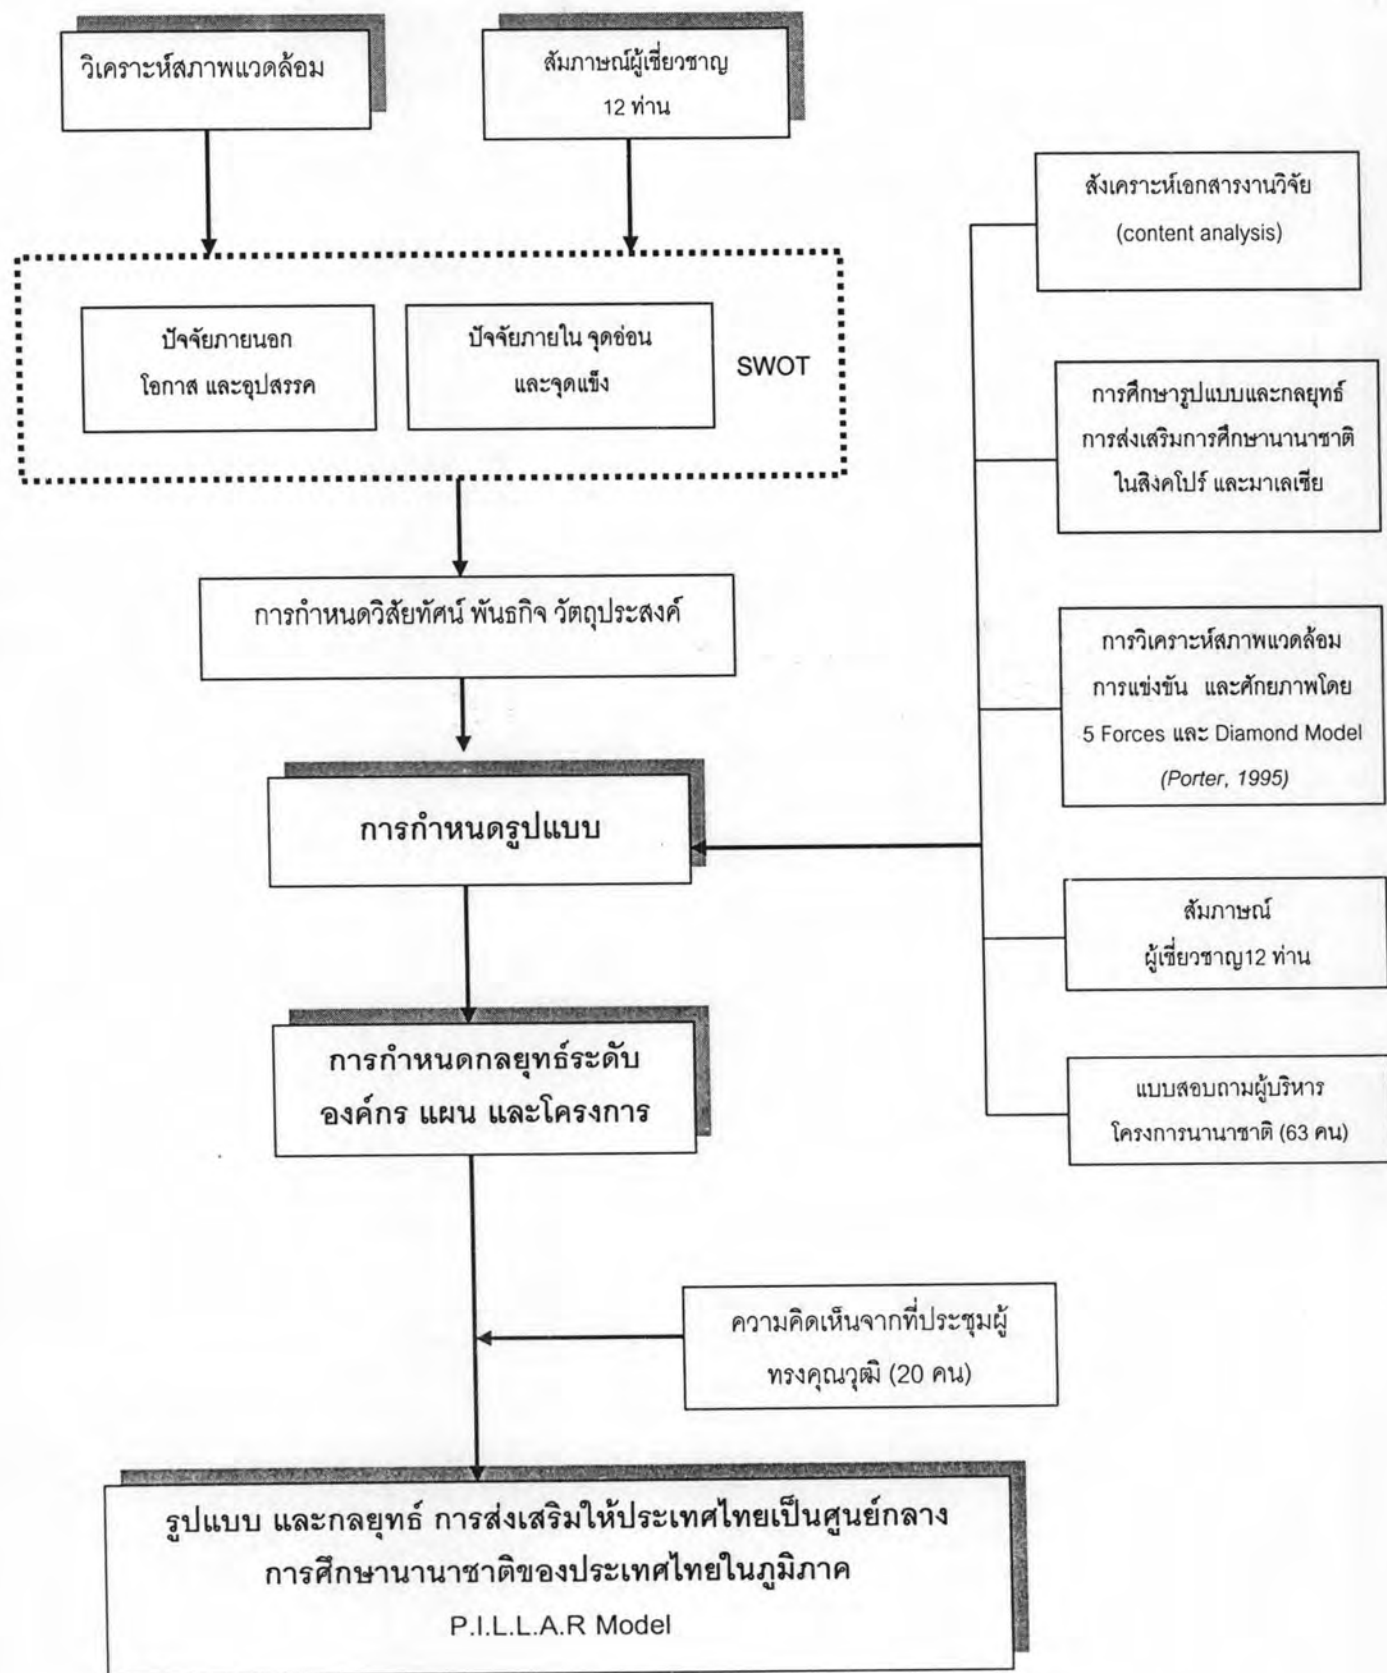 วิเคราะห์สภาพแวดล้อม
สัมภาษณ์ผู้เชี่ยวชาญ
12 ท่าน
ปัจจัยภายนอก
โอกาส และอุปสรรค
ปัจจัยภายใน จุดอ่อน
และจุดแข็ง
SWOT
การกำหนดวิสัยทัศน์ พันธกิจ วัตถุประสงค์
การกำหนดรูปแบบ
การกำหนดกลยุทธ์ระดับ
องค์กร แผน และโครงการ
สังเคราะห์เอกสารงานวิจัย
(content analysis)
การศึกษารูปแบบและกลยุทธ์
การส่งเสริมการศึกษานานาชาติ
ในสิงคโปร์ และมาเลเซีย
การวิเคราะห์สภาพแวดล้อม
การแข่งขัน และศักยภาพโดย
5 Forces และ Diamond Model
(Porter, 1995)
สัมภาษณ์
ผู้เชี่ยวชาญ12 ท่าน
แบบสอบถามผู้บริหาร
โครงการนานาชาติ (63 คน)
ความคิดเห็นจากที่ประชุมผู้
ทรงคุณวุฒิ (20 คน)
รูปแบบ และกลยุทธ์ การส่งเสริมให้ประเทศไทยเป็นศูนย์กลาง
การศึกษานานาชาติของประเทศไทยในภูมิภาค
P.I.L.L.A.R Model